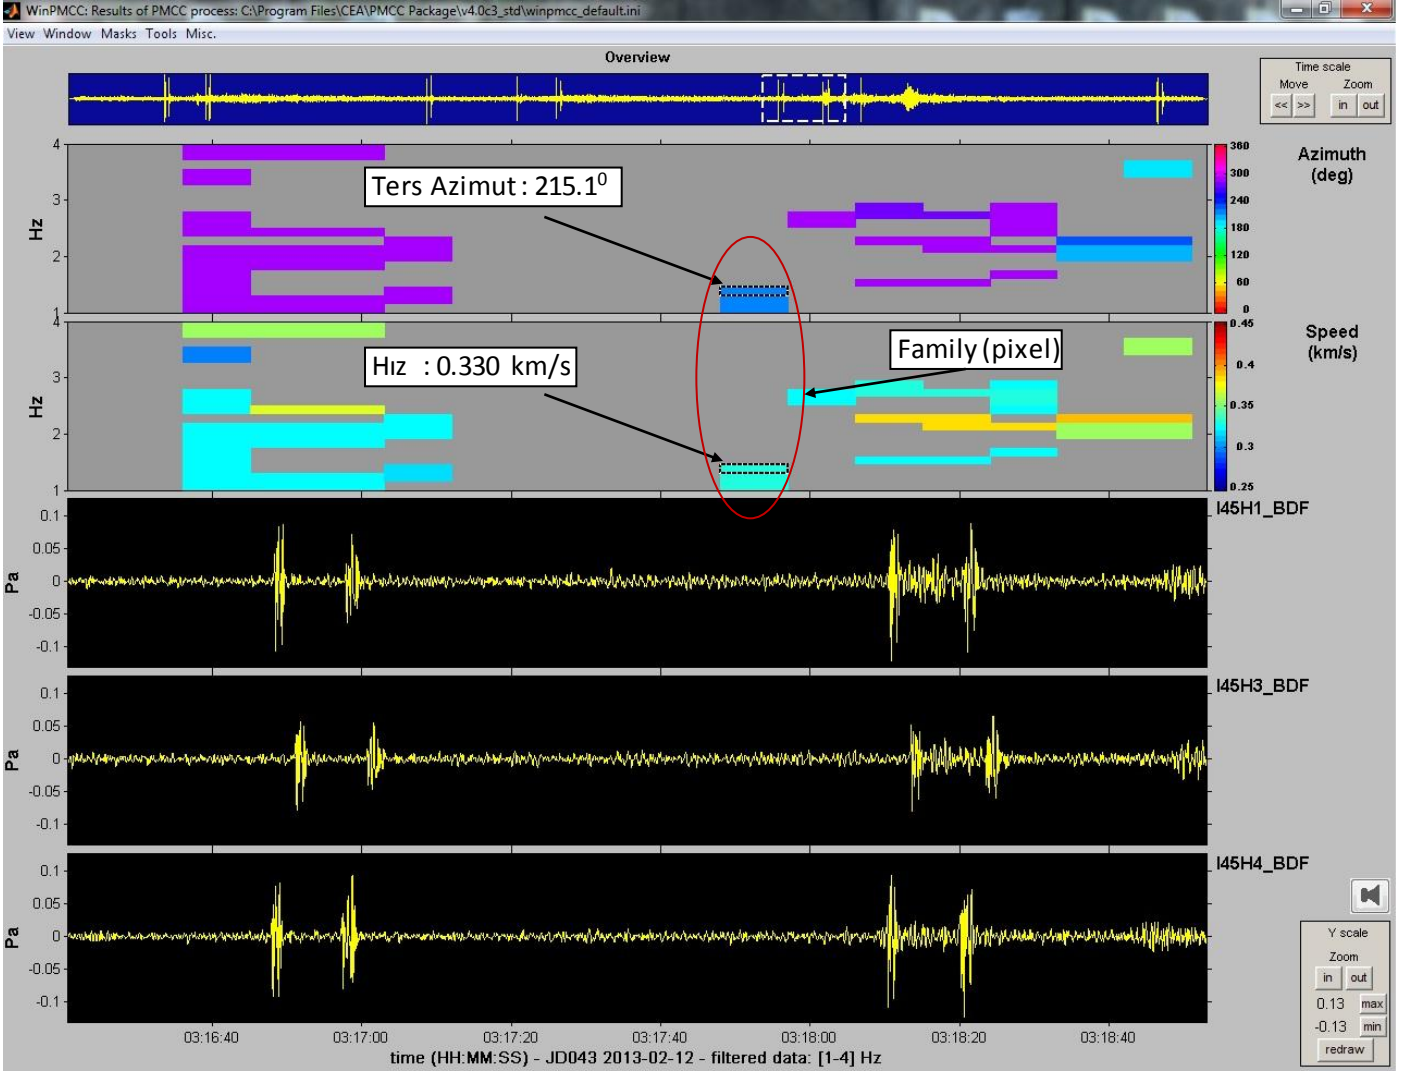 WinPMCC: Results of PMCC process: C:\Program Files\CEA\PMCC Package\v4.0c3_std\winpmcc_default.ini
View Window Masks Tools Misc.
Overview
Time scale
Move Zoom
<< >> in out
4
3
2
1
Hz
Ters Azimut : 215.1⁰
360
300
240
180
120
60
0
Azimuth
(deg)
4
3
2
1
Hz
Hız : 0.330 km/s
Family (pixel)
0.45
0.4
0.35
0.3
0.25
Speed
(km/s)
I45H1_BDF
0.1
0.05
0
-0.05
-0.1
Pa
I45H3_BDF
0.1
0.05
0
-0.05
-0.1
Pa
I45H4_BDF
0.1
0.05
0
-0.05
-0.1
Pa
Y scale
Zoom
in out
0.13 max
-0.13 min
redraw
03:16:40 03:17:00 03:17:20 03:17:40 03:18:00 03:18:20 03:18:40
time (HH:MM:SS) - JD043 2013-02-12 - filtered data: [1-4] Hz